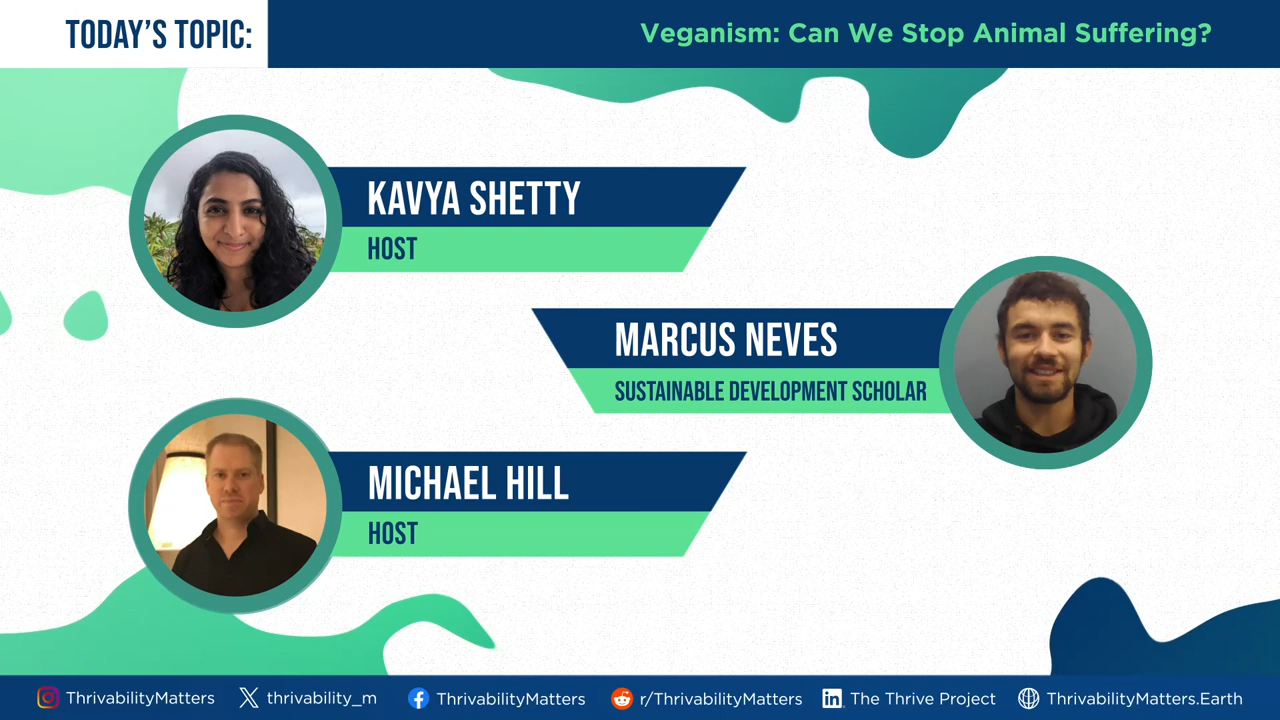 TODAY'S TOPIC:
Veganism: Can We Stop Animal Suffering?
KAVYA SHETTY
HOST
MARCUS NEVES
SUSTAINABLE DEVELOPMENT SCHOLAR
MICHAEL HILL
HOST
ThrivabilityMatters
thrivability_m
ThrivabilityMatters
r/ThrivabilityMatters
The Thrive Project
ThrivabilityMatters.Earth